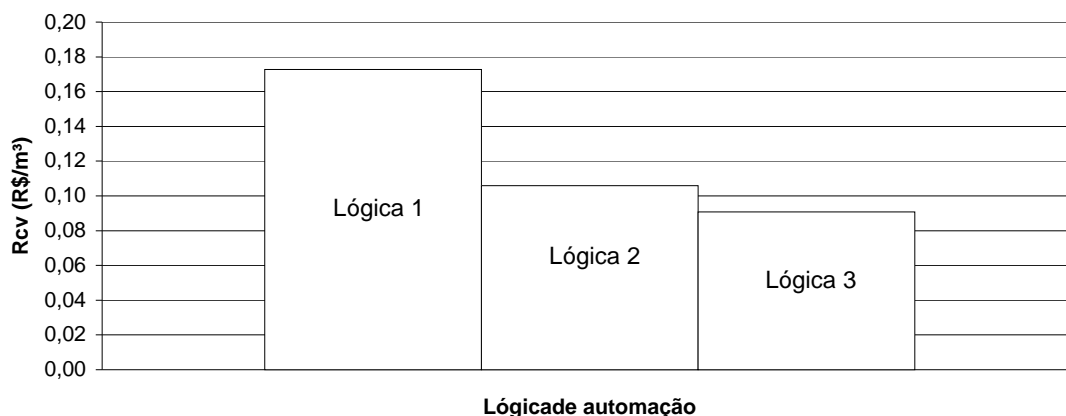 0,20
0,18
0,16
0,14
0,12
0,10
0,08
0,06
0,04
0,02
0,00
Rcv (R$/m³)
Lógica 1
Lógica 2
Lógica 3
Lógicade automação